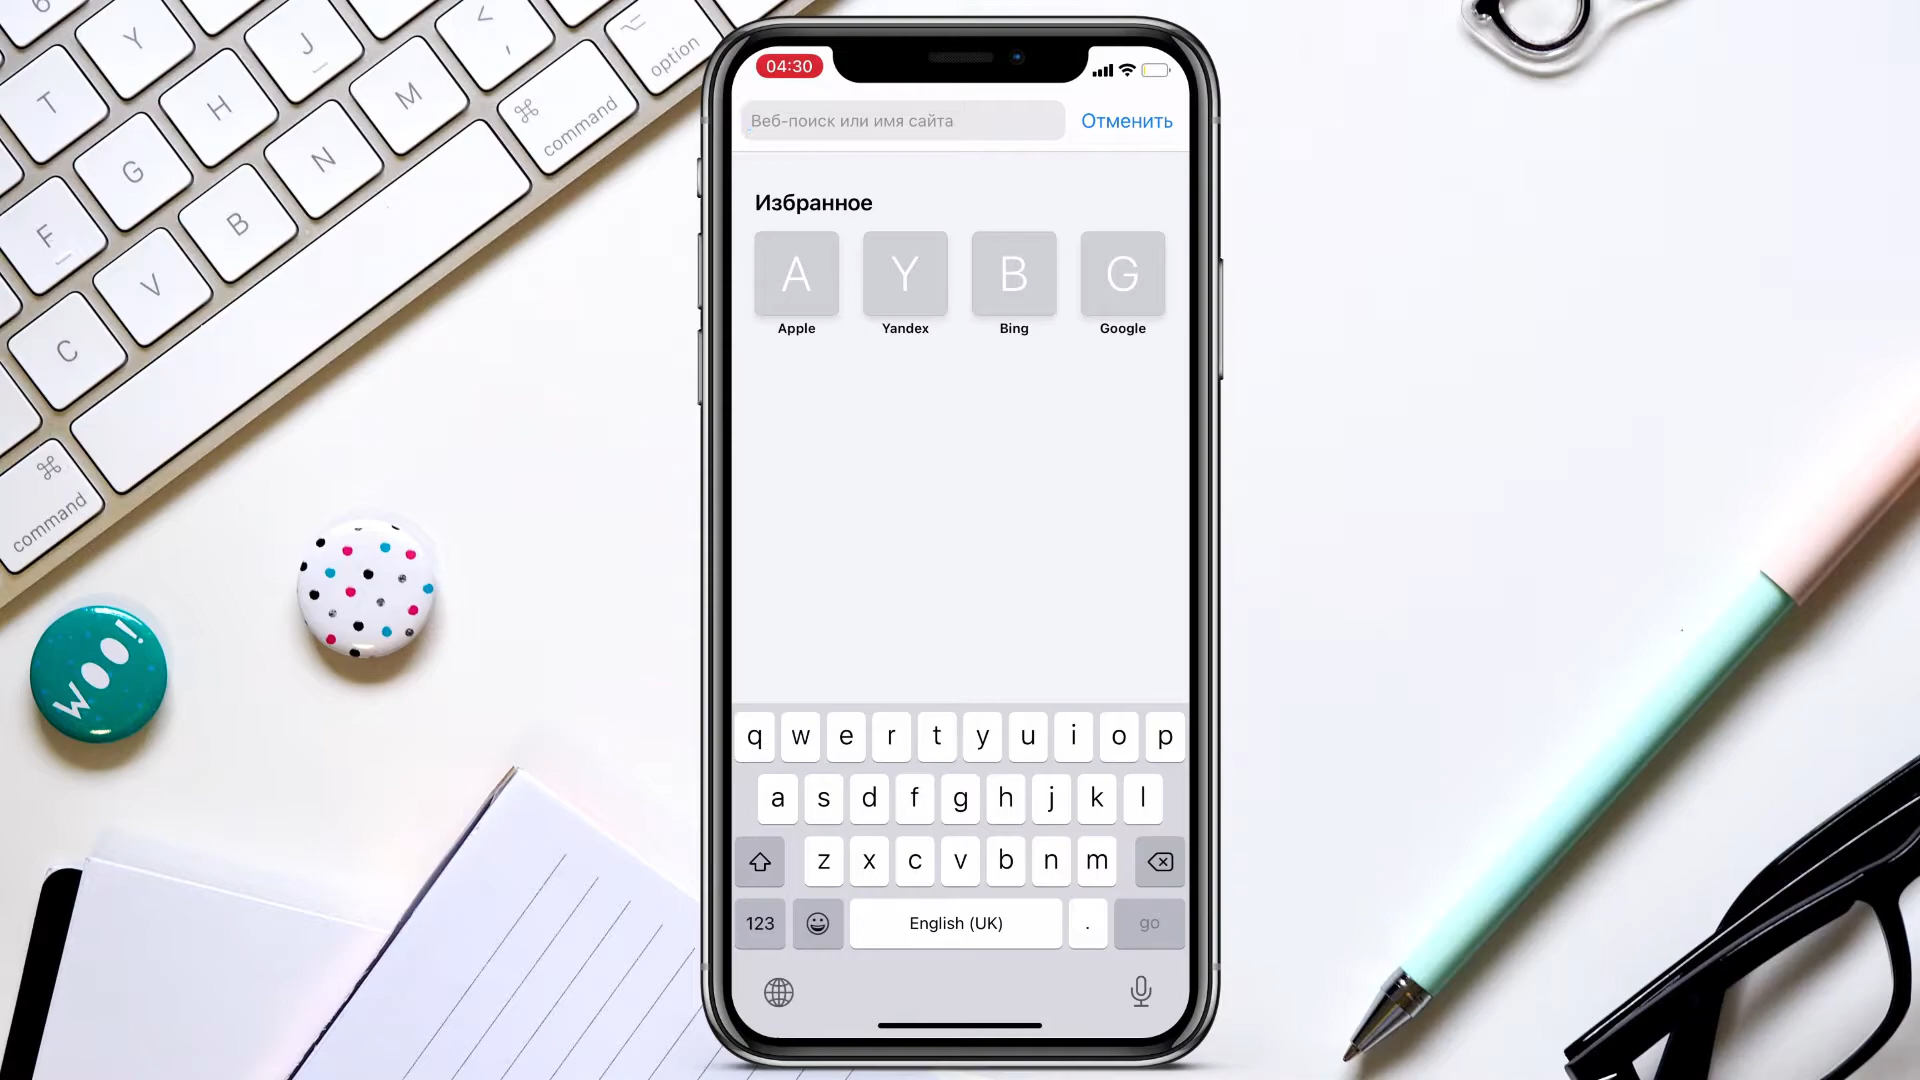 04:30
Веб-поиск или имя сайта
Отменить
Избранное
A Y B G
Apple Yandex Bing Google
q w e r t y u i o p
a s d f g h j k l
z x c v b n m
123 English (UK) . go
6
Y J < ,
option
T H M ⌘ command
G N
F B
V
C
⌘ command
WOO!